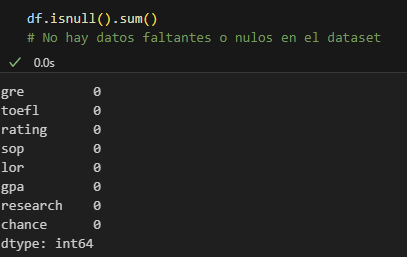 df.isnull().sum()
# No hay datos faltantes o nulos en el dataset
0.0s
gre 0
toefl 0
rating 0
sop 0
lor 0
gpa 0
research 0
chance 0
dtype: int64